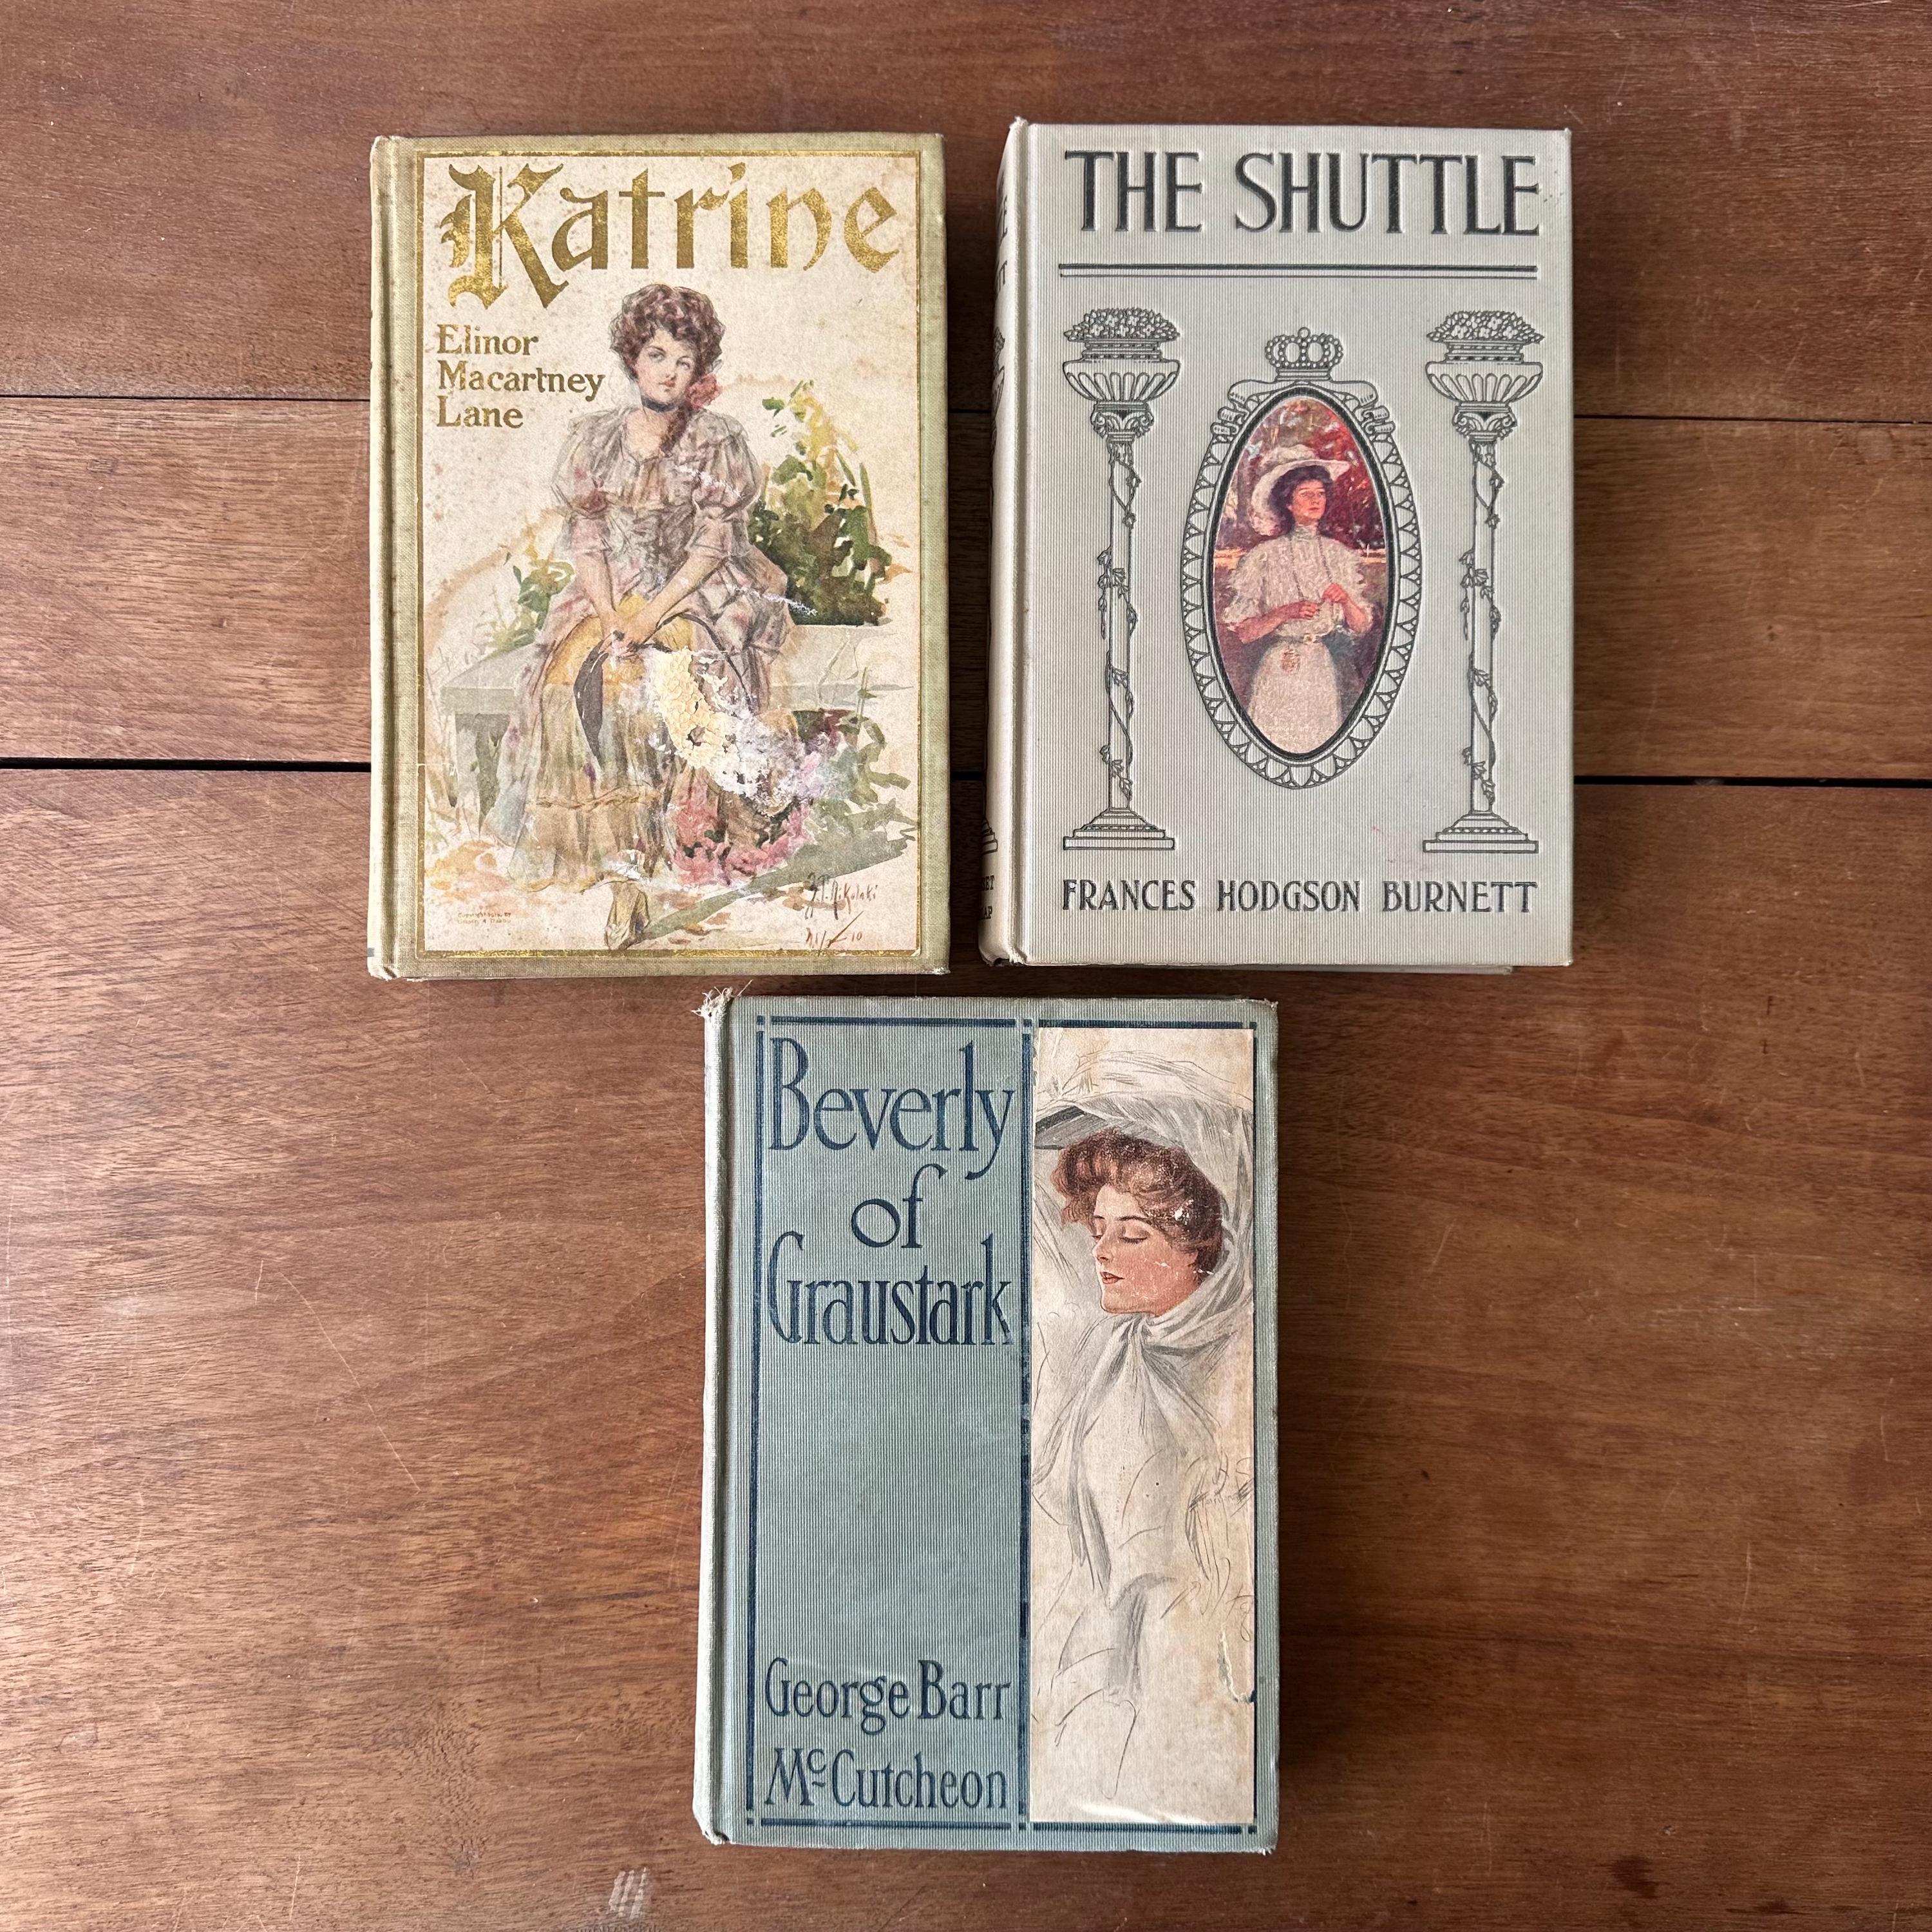 Katrine
Elinor
Macartney
Lane
THE SHUTTLE
FRANCES HODGSON BURNETT
Beverly
of
Graustark
George Barr
McCutcheon